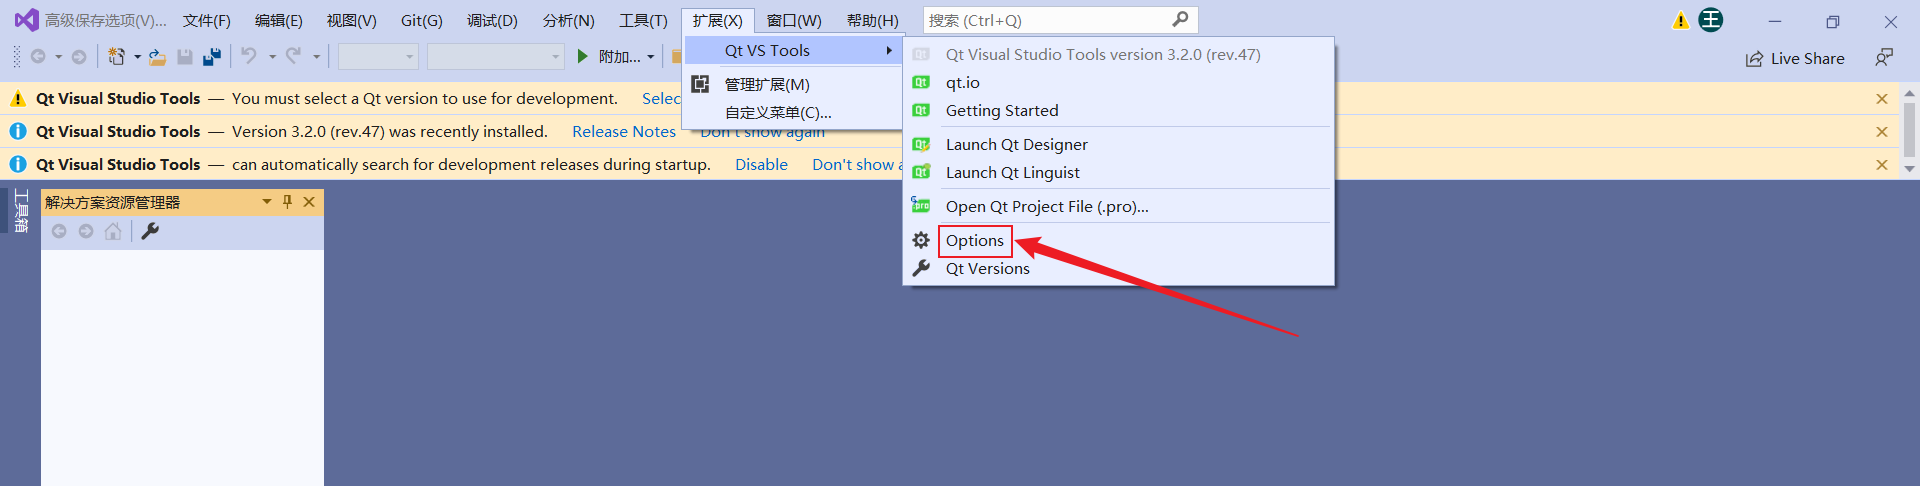 高级保存选项(V)... 文件(F) 编辑(E) 视图(V) Git(G) 调试(D) 分析(N) 工具(T) 扩展(X) 窗口(W) 帮助(H) 搜索 (Ctrl+Q) 王
附加...
Live Share
Qt VS Tools
管理扩展(M)
自定义菜单(C)...
Qt Visual Studio Tools version 3.2.0 (rev.47)
qt.io
Getting Started
Launch Qt Designer
Launch Qt Linguist
Open Qt Project File (.pro)...
Options
Qt Versions
Qt Visual Studio Tools — You must select a Qt version to use for development. Selec
Qt Visual Studio Tools — Version 3.2.0 (rev.47) was recently installed. Release Notes Don't show again
Qt Visual Studio Tools — can automatically search for development releases during startup. Disable Don't show a
工具箱
解决方案资源管理器